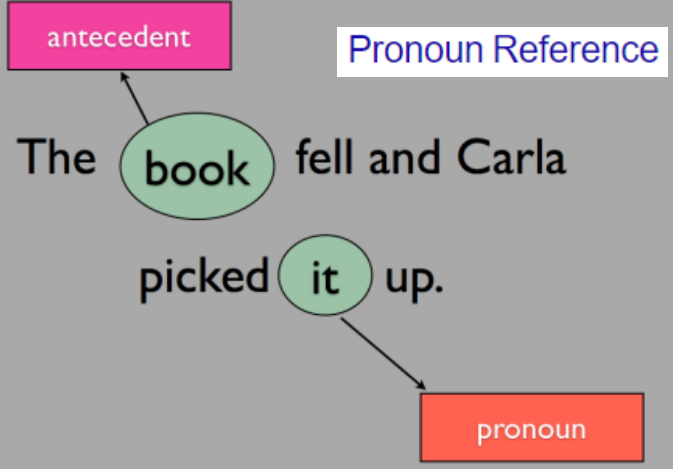 antecedent
Pronoun Reference
The book fell and Carla
picked it up.
pronoun